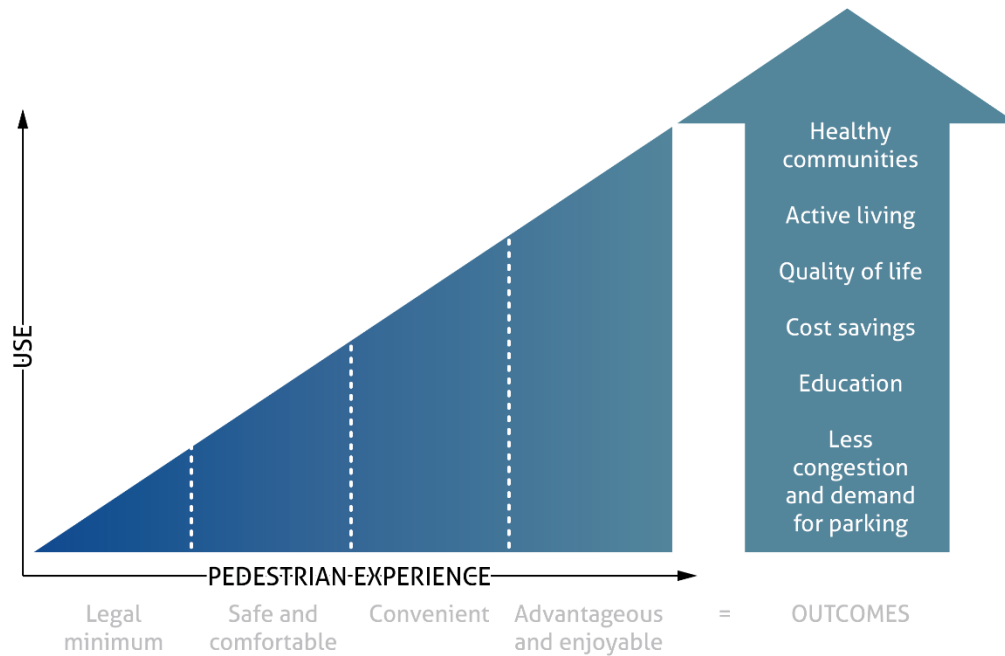 Healthy
communities
Active living
Quality of life
Cost savings
Education
Less
congestion
and demand
for parking
USE
PEDESTRIAN EXPERIENCE
Legal
minimum
Safe and
comfortable
Convenient
Advantageous
and enjoyable
=
OUTCOMES